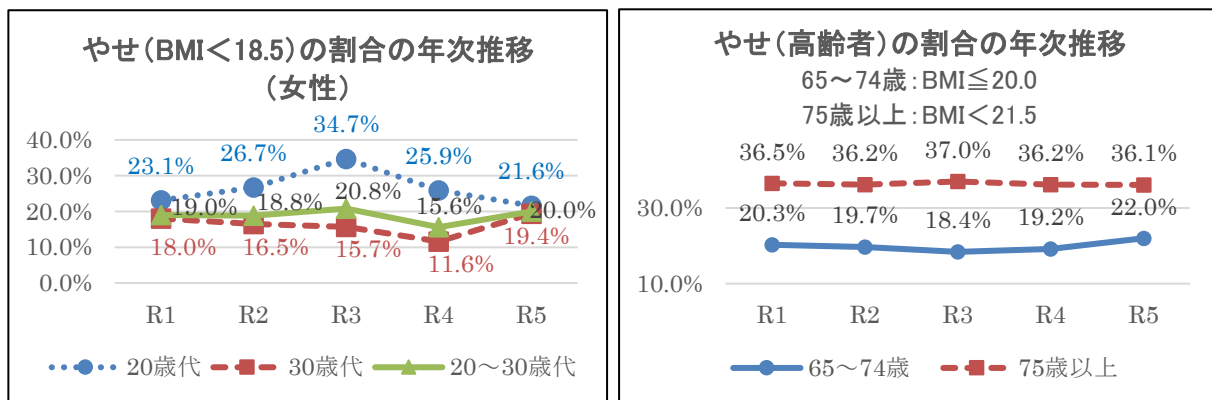 やせ(BMI<18.5)の割合の年次推移
(女性)
40.0%
30.0%
20.0%
10.0%
0.0%
23.1%
26.7%
34.7%
25.9%
21.6%
19.0%
18.8%
20.8%
15.6%
20.0%
18.0%
16.5%
15.7%
11.6%
19.4%
R1 R2 R3 R4 R5
20歳代 30歳代 20～30歳代
やせ(高齢者)の割合の年次推移
65～74歳:BMI≦20.0
75歳以上:BMI<21.5
36.5% 36.2% 37.0% 36.2% 36.1%
30.0%
20.3% 19.7% 18.4% 19.2% 22.0%
10.0%
R1 R2 R3 R4 R5
65～74歳 75歳以上